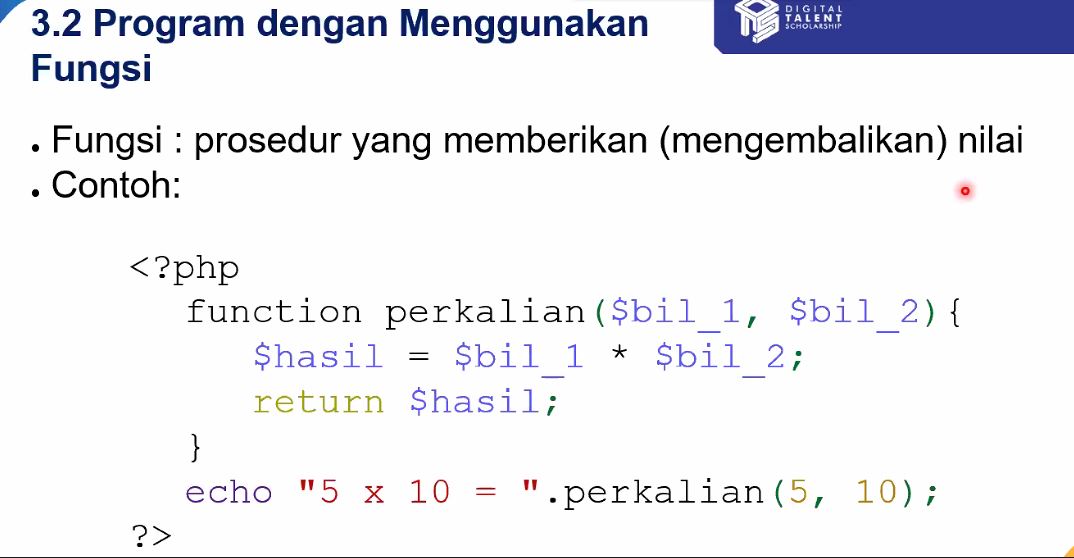 3.2 Program dengan Menggunakan
Fungsi
DIGITAL
TALENT
SCHOLARSHIP
• Fungsi : prosedur yang memberikan (mengembalikan) nilai
• Contoh:
<?php
function perkalian($bil_1, $bil_2){
$hasil = $bil_1 * $bil_2;
return $hasil;
}
echo "5 x 10 = ".perkalian(5, 10);
?>